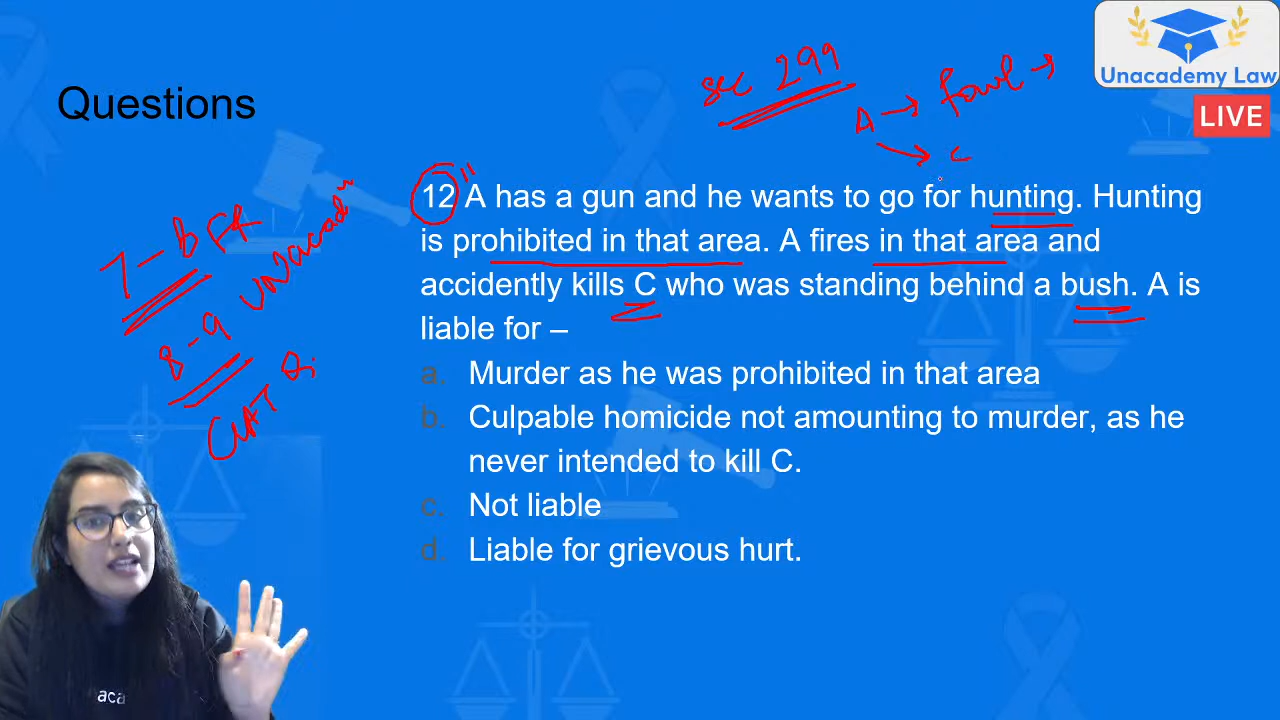 Unacademy Law
LIVE
Questions
Sec 299
A → fowl →
→ C
12 A has a gun and he wants to go for hunting. Hunting
is prohibited in that area. A fires in that area and
accidently kills C who was standing behind a bush. A is
liable for –
a. Murder as he was prohibited in that area
b. Culpable homicide not amounting to murder, as he
never intended to kill C.
c. Not liable
d. Liable for grievous hurt.
7 -
8 - 9
CLAT
aca